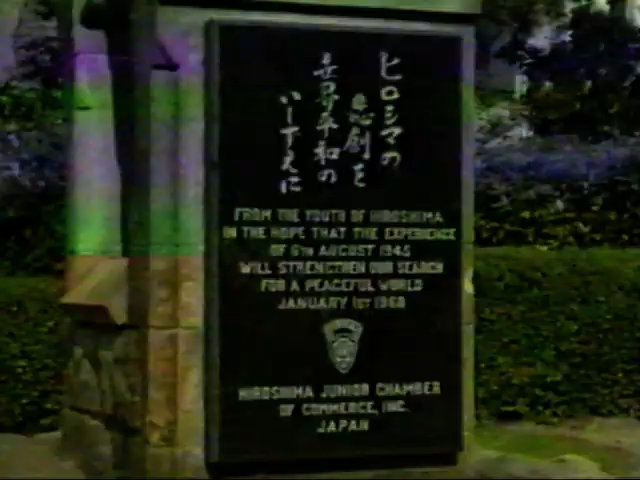 ヒロシマの
悲創を
世界平和の
いしずえに
FROM THE YOUTH OF HIROSHIMA
IN THE HOPE THAT THE EXPERIENCE
OF 6TH AUGUST 1945
WILL STRENGTHEN OUR SEARCH
FOR A PEACEFUL WORLD
JANUARY 1ST 1968
HIROSHIMA JUNIOR CHAMBER
OF COMMERCE, INC.
JAPAN